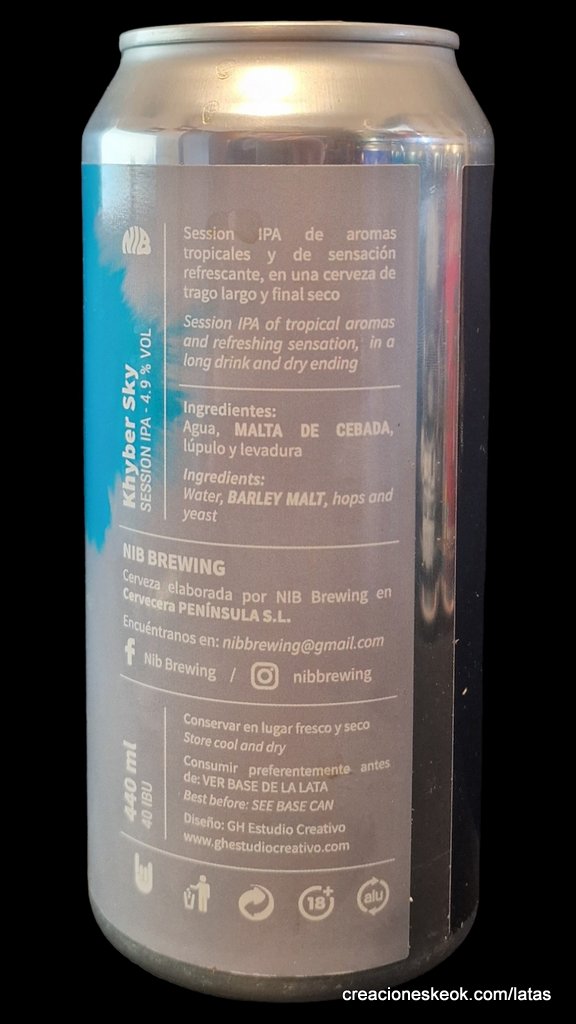 NIB
Khyber Sky
SESSION IPA - 4.9 % VOL
Session IPA de aromas
tropicales y de sensación
refrescante, en una cerveza de
trago largo y final seco
Session IPA of tropical aromas
and refreshing sensation, in a
long drink and dry ending
Ingredientes:
Agua, MALTA DE CEBADA,
lúpulo y levadura
Ingredients:
Water, BARLEY MALT, hops and
yeast
NIB BREWING
Cerveza elaborada por NIB Brewing en
Cervecera PENÍNSULA S.L.
Encuéntranos en: nibbrewing@gmail.com
f Nib Brewing / nibbrewing
440 ml
40 IBU
Conservar en lugar fresco y seco
Store cool and dry
Consumir preferentemente antes
de: VER BASE DE LA LATA
Best before: SEE BASE CAN
Diseño: GH Estudio Creativo
www.ghestudiocreativo.com
18+
alu
creacioneskeok.com/latas